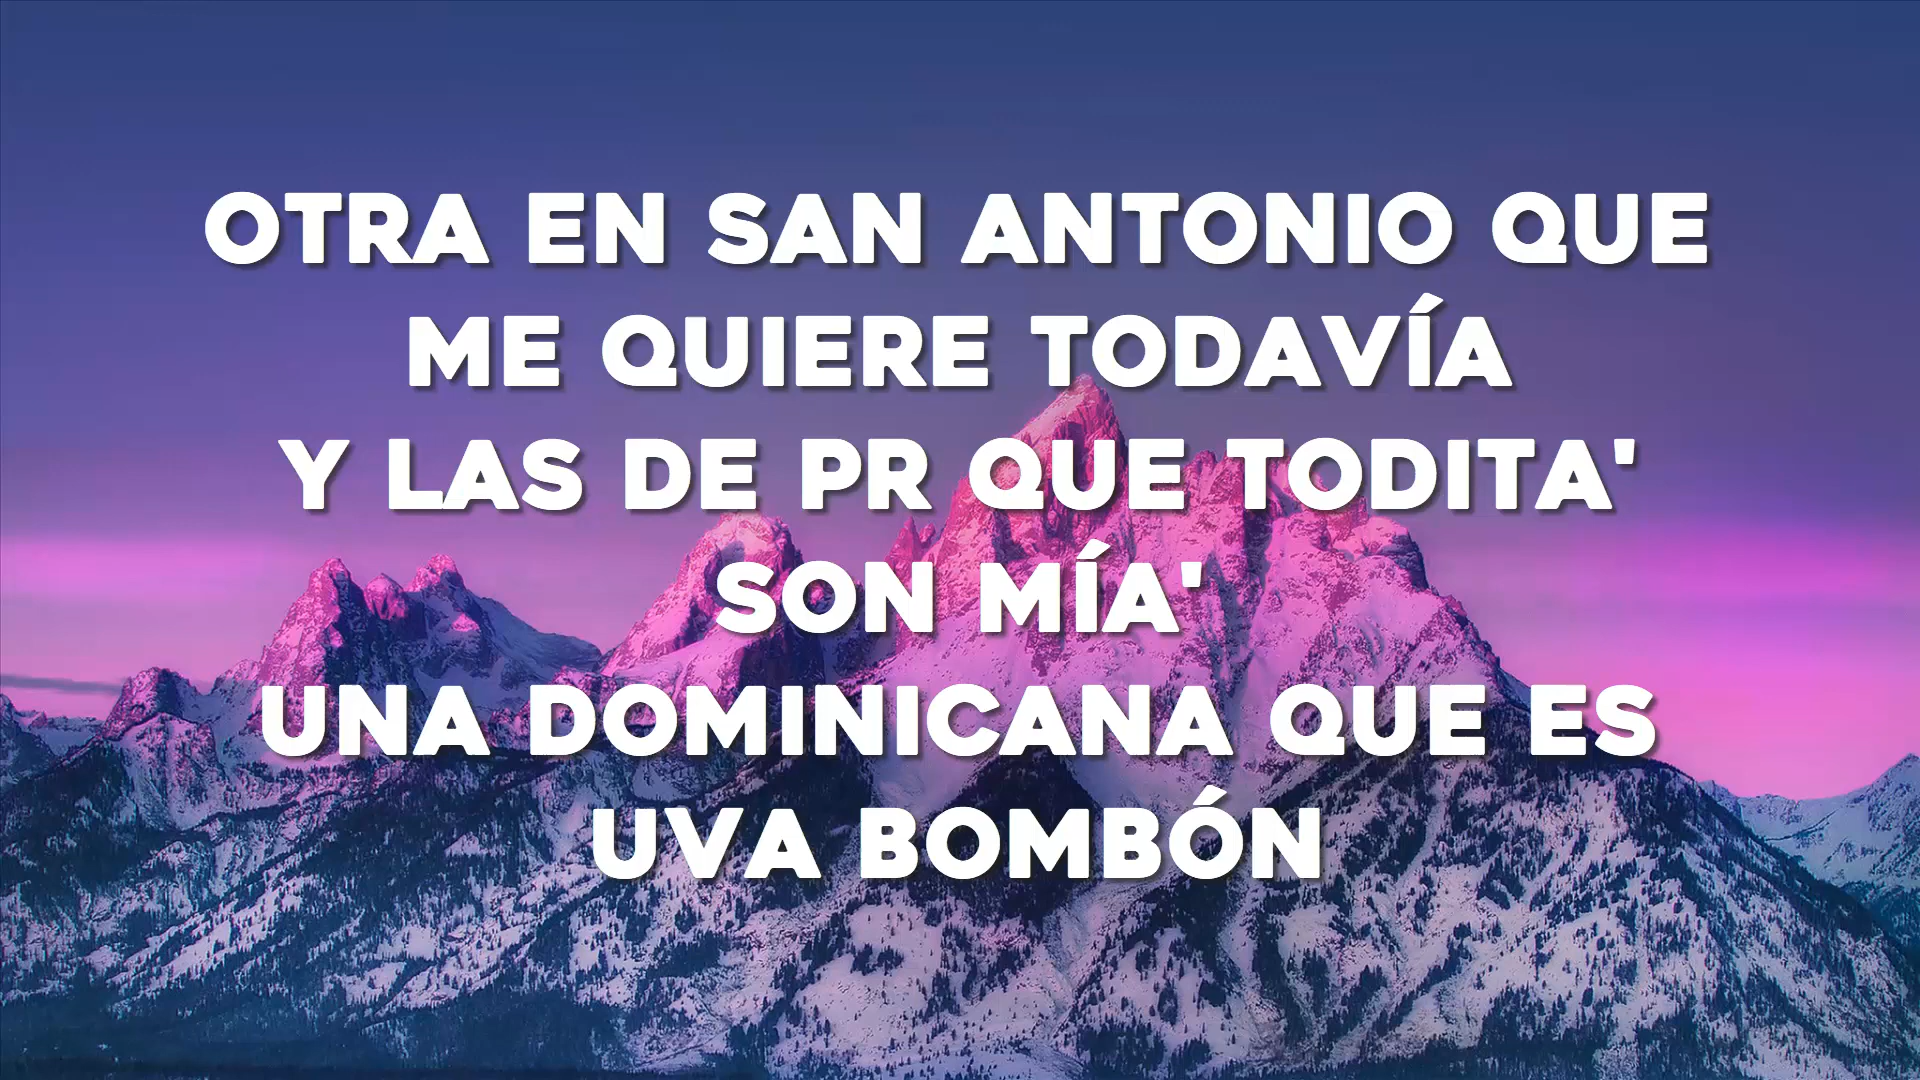 OTRA EN SAN ANTONIO QUE
ME QUIERE TODAVÍA
Y LAS DE PR QUE TODITA'
SON MÍA'
UNA DOMINICANA QUE ES
UVA BOMBÓN